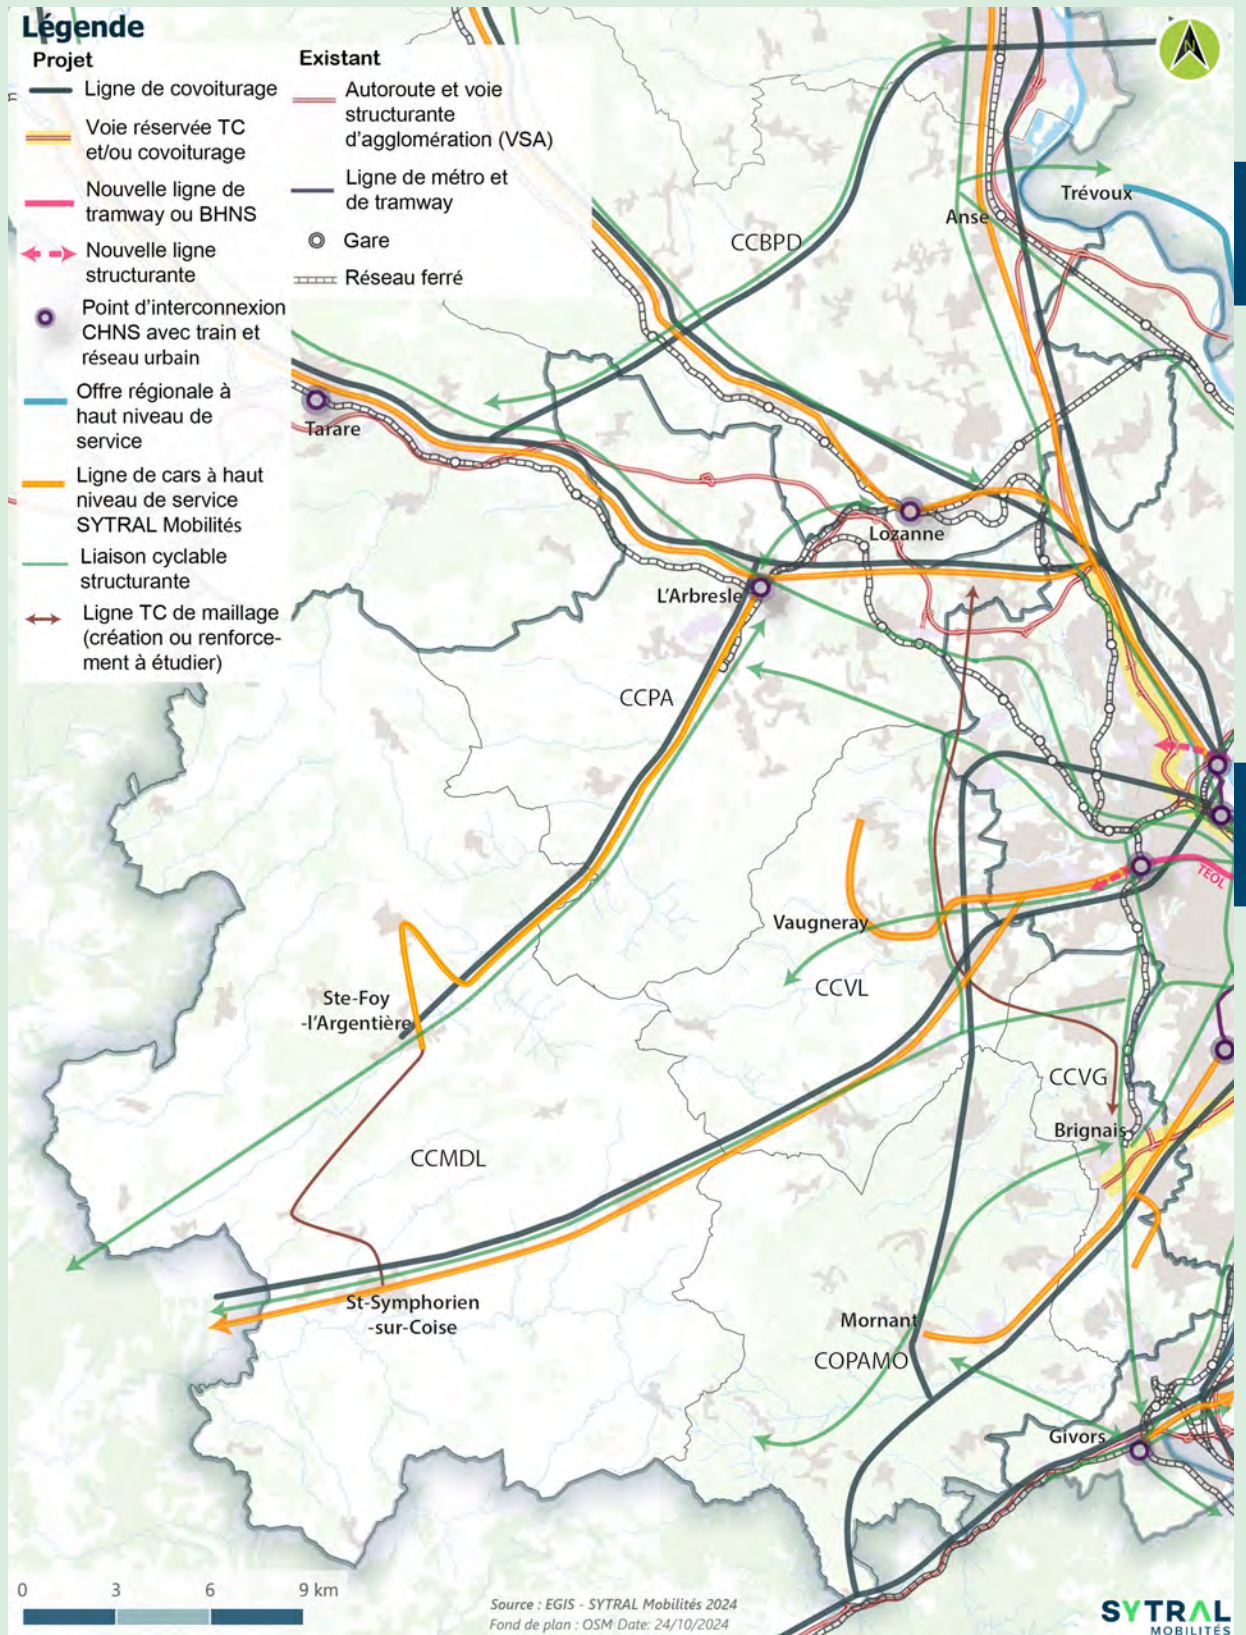 Légende
Projet
Ligne de covoiturage
Voie réservée TC
et/ou covoiturage
Nouvelle ligne de
tramway ou BHNS
Nouvelle ligne
structurante
Point d'interconnexion
CHNS avec train et
réseau urbain
Offre régionale à
haut niveau de
service
Ligne de cars à haut
niveau de service
SYTRAL Mobilités
Liaison cyclable
structurante
Ligne TC de maillage
(création ou renforce-
ment à étudier)
Existant
Autoroute et voie
structurante
d'agglomération (VSA)
Ligne de métro et
de tramway
Gare
Réseau ferré
N
Trévoux
Anse
CCBPD
Tarare
Lozanne
L'Arbresle
CCPA
TEOL
Vaugneray
CCVL
Ste-Foy
-l'Argentière
CCVG
Brignais
CCMDL
St-Symphorien
-sur-Coise
Mornant
COPAMO
Givors
0 3 6 9 km
Source : EGIS - SYTRAL Mobilités 2024
Fond de plan : OSM Date: 24/10/2024
SYTRAL
MOBILITÉS